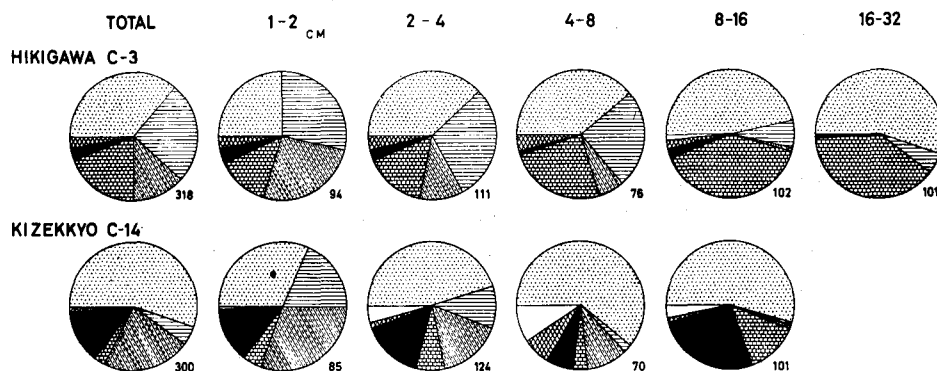 TOTAL 1-2 CM 2-4 4-8 8-16 16-32
HIKIGAWA C-3
318 94 111 76 102 101
KIZEKKYO C-14
300 85 124 70 101